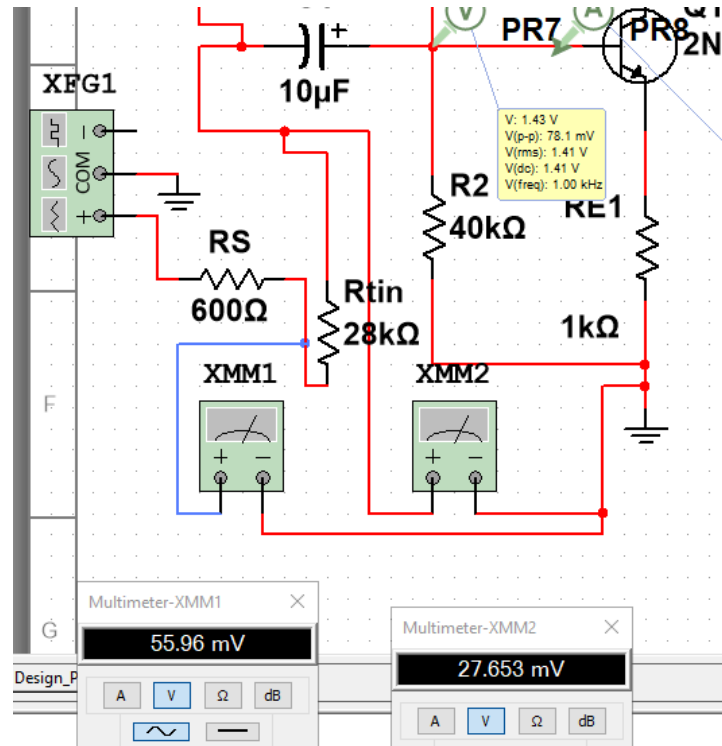 Q1
V
A
PR7
PR8
2N
+
10µF
XFG1
COM
+
V: 1.43 V
V(p-p): 78.1 mV
V(rms): 1.41 V
V(dc): 1.41 V
V(freq): 1.00 kHz
R2
40kΩ
RE1
RS
600Ω
Rtin
28kΩ
1kΩ
XMM1
XMM2
F
+ −
+ −
G
Multimeter-XMM1
55.96 mV
A V Ω dB
Multimeter-XMM2
27.653 mV
A V Ω dB
Design_P